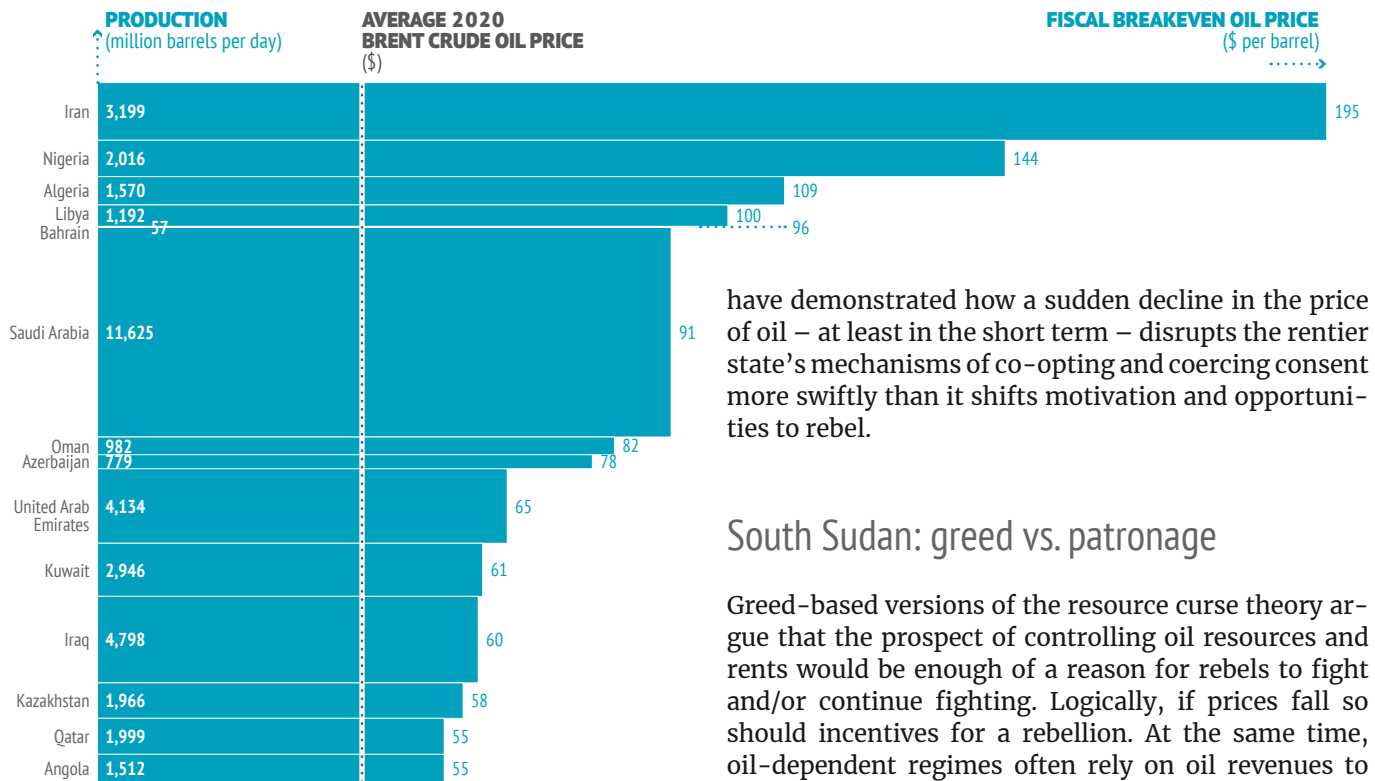 PRODUCTION
(million barrels per day)
AVERAGE 2020
BRENT CRUDE OIL PRICE
($)
FISCAL BREAKEVEN OIL PRICE
($ per barrel)
Iran 3,199 195
Nigeria 2,016 144
Algeria 1,570 109
Libya 1,192 100
Bahrain 57 96
Saudi Arabia 11,625 91
Oman 982 82
Azerbaijan 779 78
United Arab
Emirates 4,134 65
Kuwait 2,946 61
Iraq 4,798 60
Kazakhstan 1,966 58
Qatar 1,999 55
Angola 1,512 55
have demonstrated how a sudden decline in the price
of oil – at least in the short term – disrupts the rentier
state’s mechanisms of co-opting and coercing consent
more swiftly than it shifts motivation and opportuni-
ties to rebel.
South Sudan: greed vs. patronage
Greed-based versions of the resource curse theory ar-
gue that the prospect of controlling oil resources and
rents would be enough of a reason for rebels to fight
and/or continue fighting. Logically, if prices fall so
should incentives for a rebellion. At the same time,
oil-dependent regimes often rely on oil revenues to